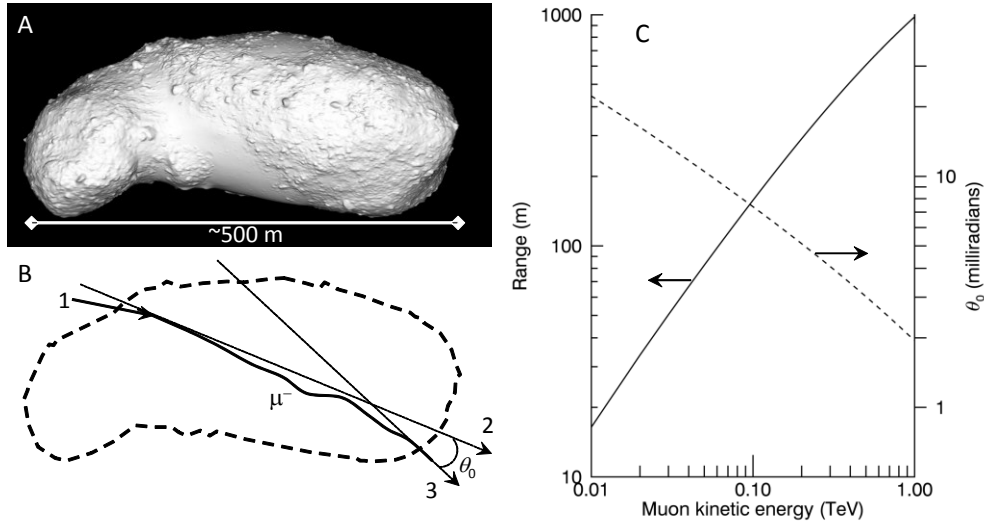 A
~500 m
B
1
μ⁻
2
θ₀
3
C
1000
100
10
Range (m)
10
1
θ₀ (milliradians)
0.01
0.10
1.00
Muon kinetic energy (TeV)